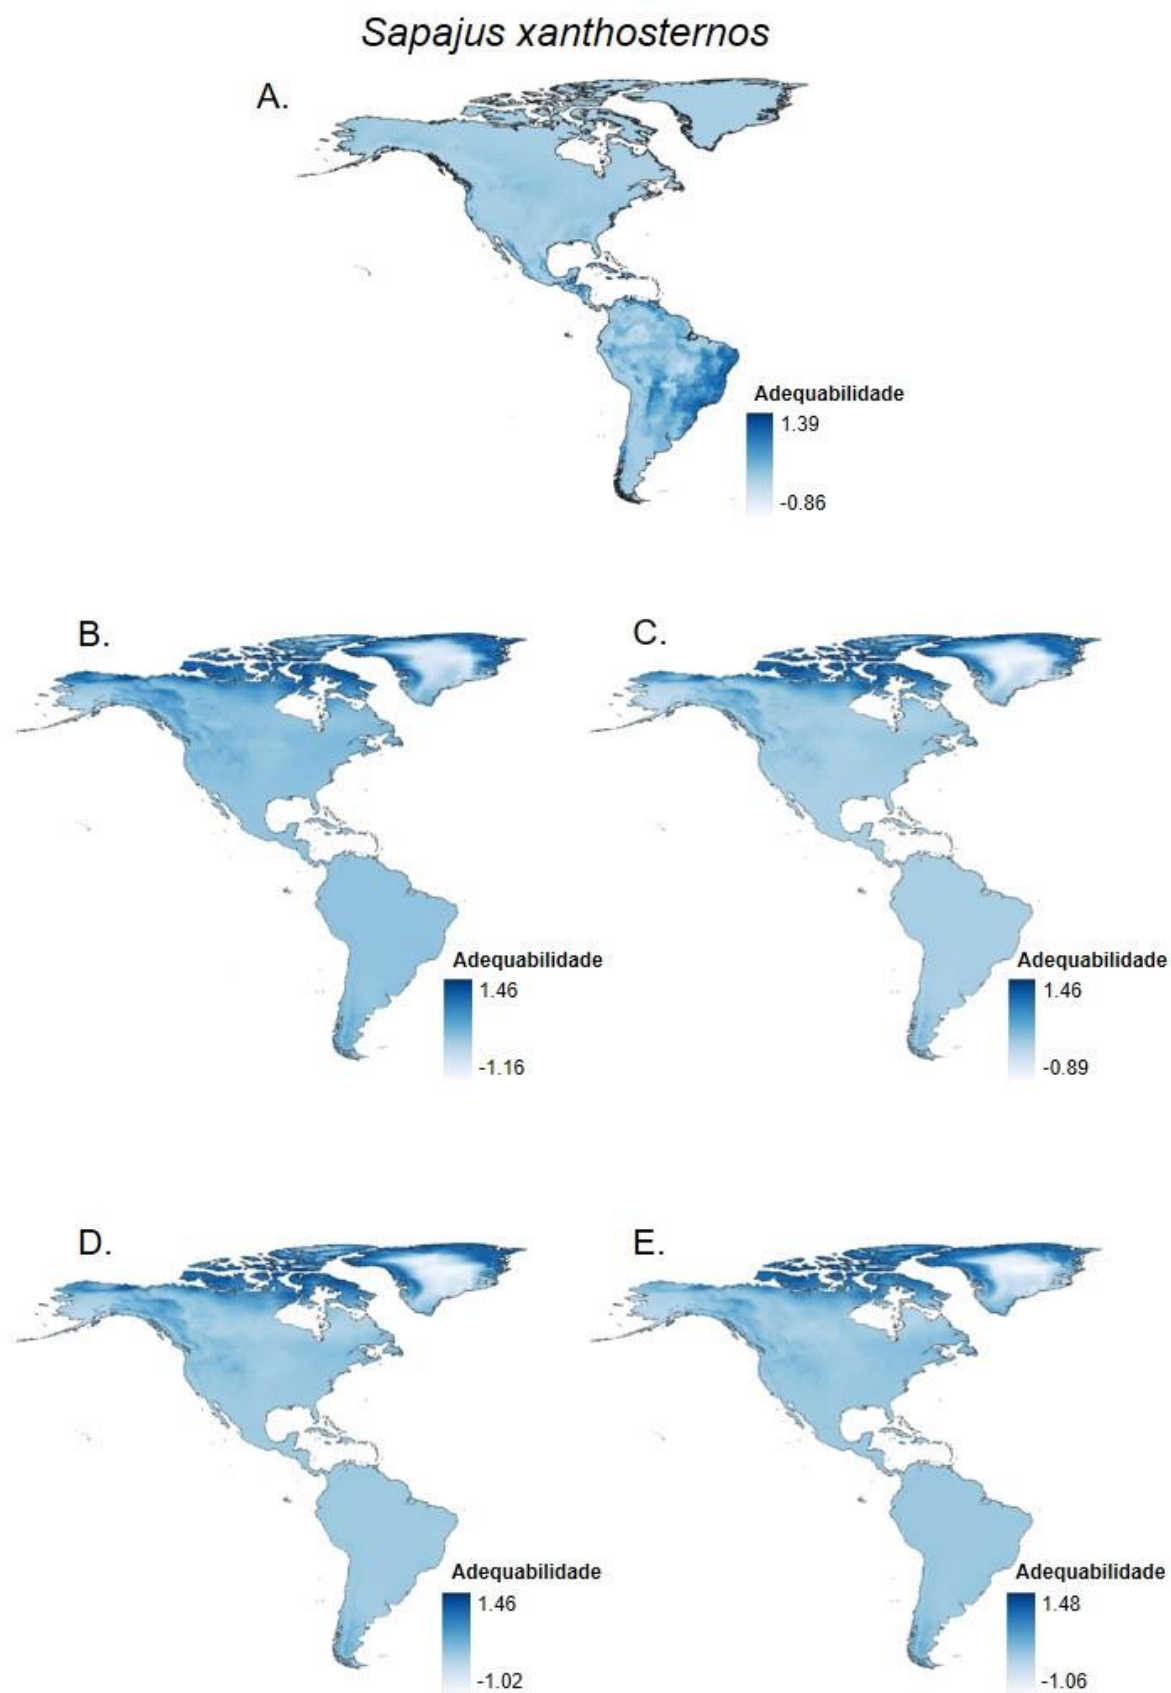 Sapajus xanthosternos
A.
Adequabilidade
1.39
-0.86
B.
C.
Adequabilidade
1.46
-1.16
Adequabilidade
1.46
-0.89
D.
E.
Adequabilidade
1.46
-1.02
Adequabilidade
1.48
-1.06